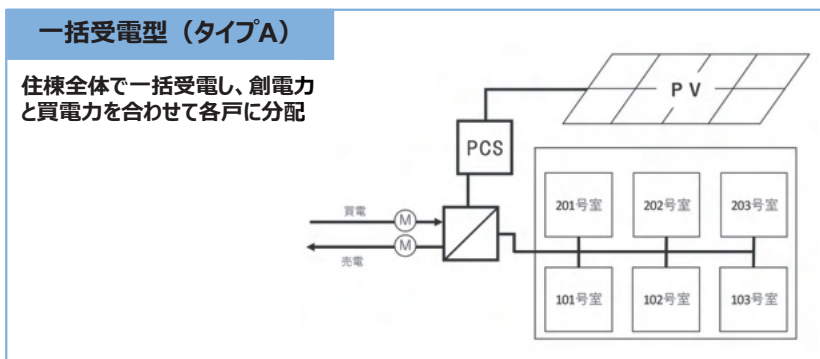 一括受電型（タイプA）
住棟全体で一括受電し、創電力
と買電力を合わせて各戸に分配
PV
PCS
買電
M
M
売電
201号室
202号室
203号室
101号室
102号室
103号室